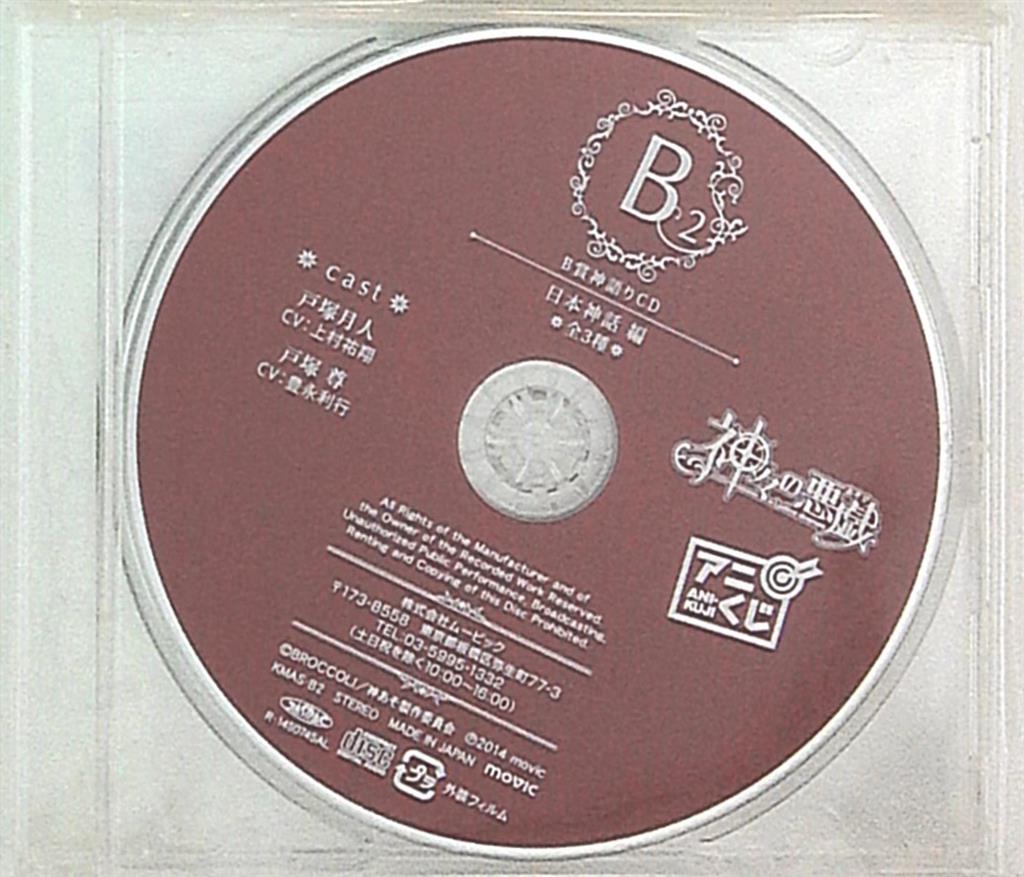 B-2
B賞神語りCD
日本神話 編
全3種
cast
戸塚月人
CV:上村祐翔
戸塚 尊
CV:豊永利行
神々の悪戯
アニくじ
ANI-
KUJI
All Rights of the Manufacturer and of
the Owner of the Recorded Work Reserved.
Unauthorized Public Performance, Broadcasting,
Renting and Copying of this Disc Prohibited.
株式会社ムービック
〒173-8558 東京都板橋区弥生町77-3
TEL:03-5995-1332
(土日祝を除く10:00~16:00)
©BROCCOLI/神あそ製作委員会 ℗2014 movic
KMAS-B2 STEREO MADE IN JAPAN movic
disc
プラ 外装フィルム